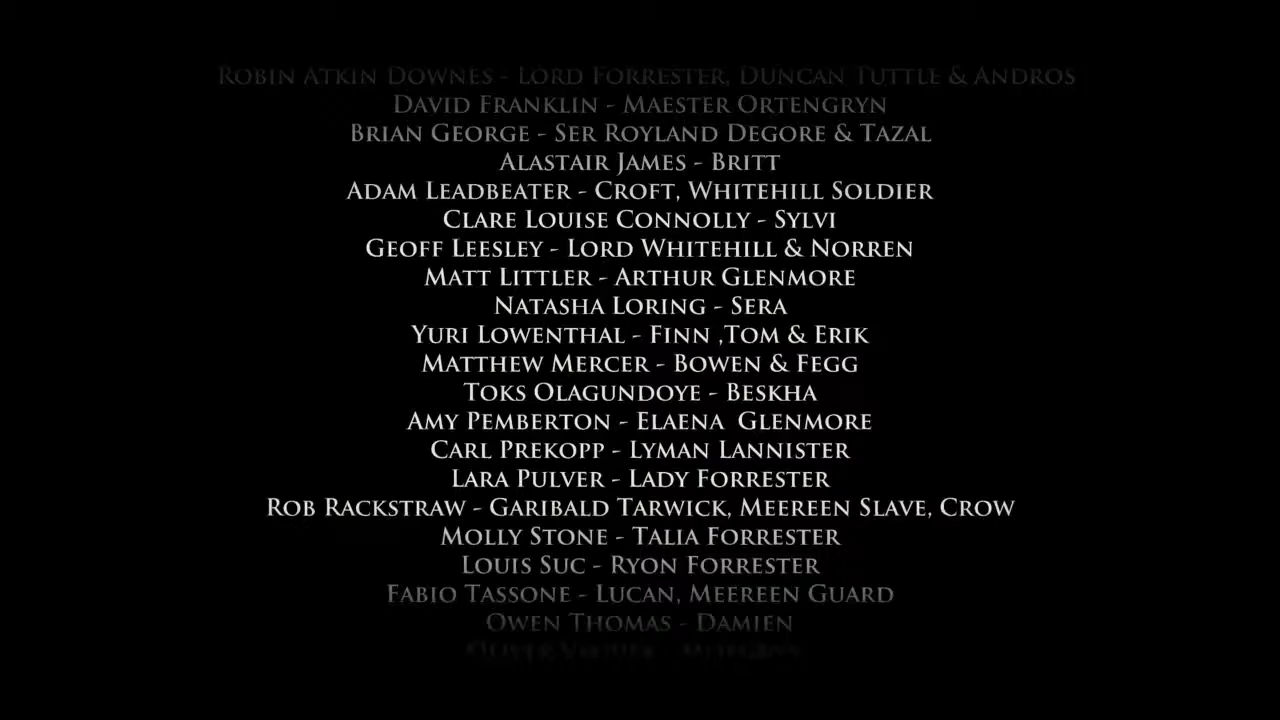 Robin Atkin Downes - Lord Forrester, Duncan Tuttle & Andros
David Franklin - Maester Ortengryn
Brian George - Ser Royland Degore & Tazal
Alastair James - Britt
Adam Leadbeater - Croft, Whitehill Soldier
Clare Louise Connolly - Sylvi
Geoff Leesley - Lord Whitehill & Norren
Matt Littler - Arthur Glenmore
Natasha Loring - Sera
Yuri Lowenthal - Finn ,Tom & Erik
Matthew Mercer - Bowen & Fegg
Toks Olagundoye - Beskha
Amy Pemberton - Elaena  Glenmore
Carl Prekopp - Lyman Lannister
Lara Pulver - Lady Forrester
Rob Rackstraw - Garibald Tarwick, Meereen Slave, Crow
Molly Stone - Talia Forrester
Louis Suc - Ryon Forrester
Fabio Tassone - Lucan, Meereen Guard
Owen Thomas - Damien
Oliver